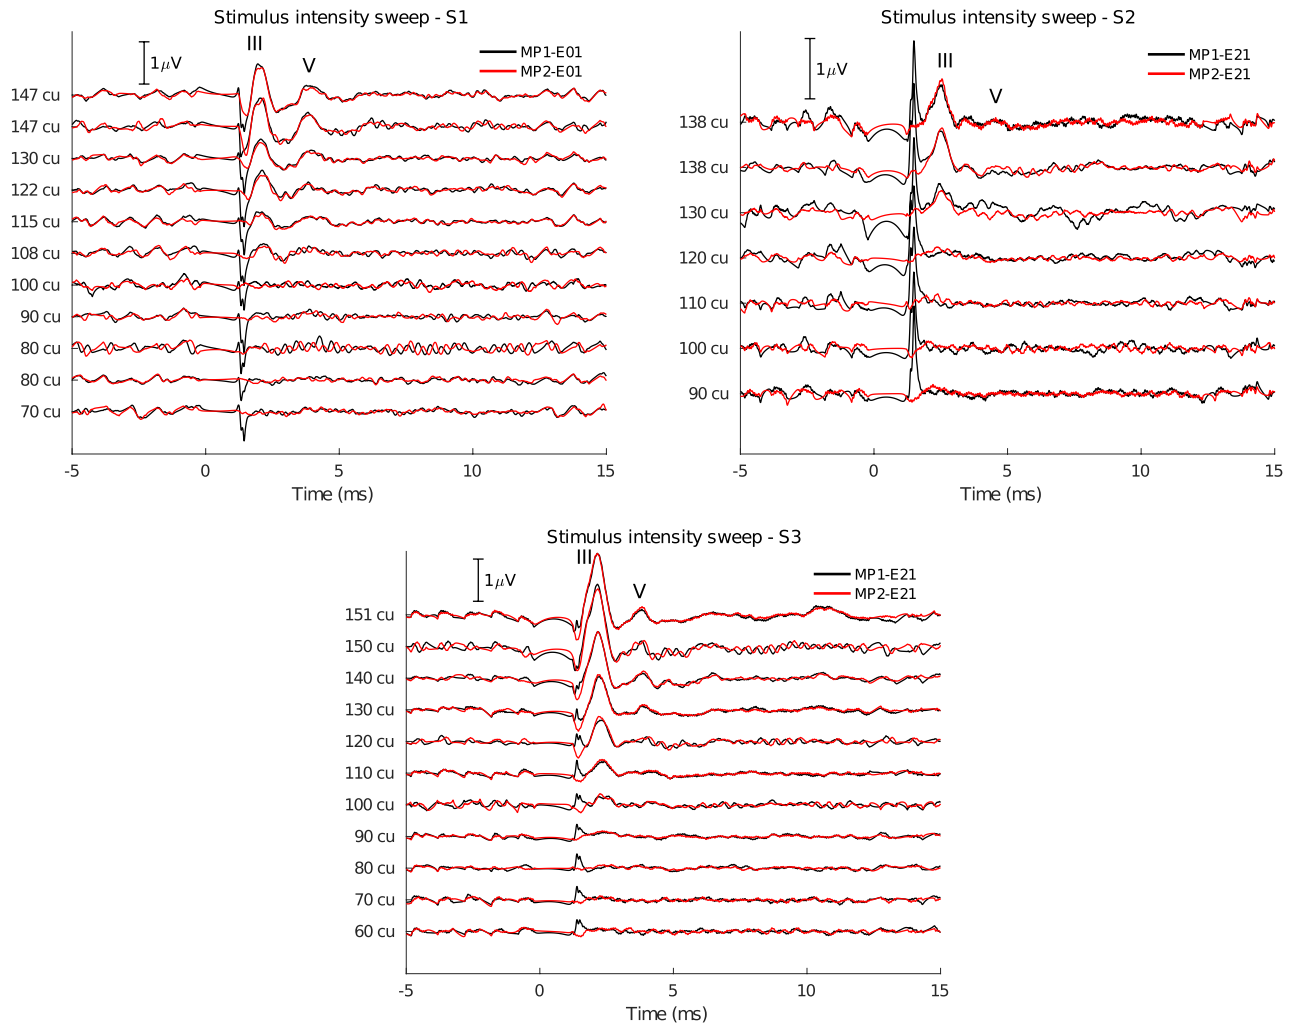 Stimulus intensity sweep - S1
1μV
III
V
MP1-E01
MP2-E01
147 cu
147 cu
130 cu
122 cu
115 cu
108 cu
100 cu
90 cu
80 cu
80 cu
70 cu
-5 0 5 10 15
Time (ms)
Stimulus intensity sweep - S2
1μV
III
V
MP1-E21
MP2-E21
138 cu
138 cu
130 cu
120 cu
110 cu
100 cu
90 cu
-5 0 5 10 15
Time (ms)
Stimulus intensity sweep - S3
1μV
III
V
MP1-E21
MP2-E21
151 cu
150 cu
140 cu
130 cu
120 cu
110 cu
100 cu
90 cu
80 cu
70 cu
60 cu
-5 0 5 10 15
Time (ms)